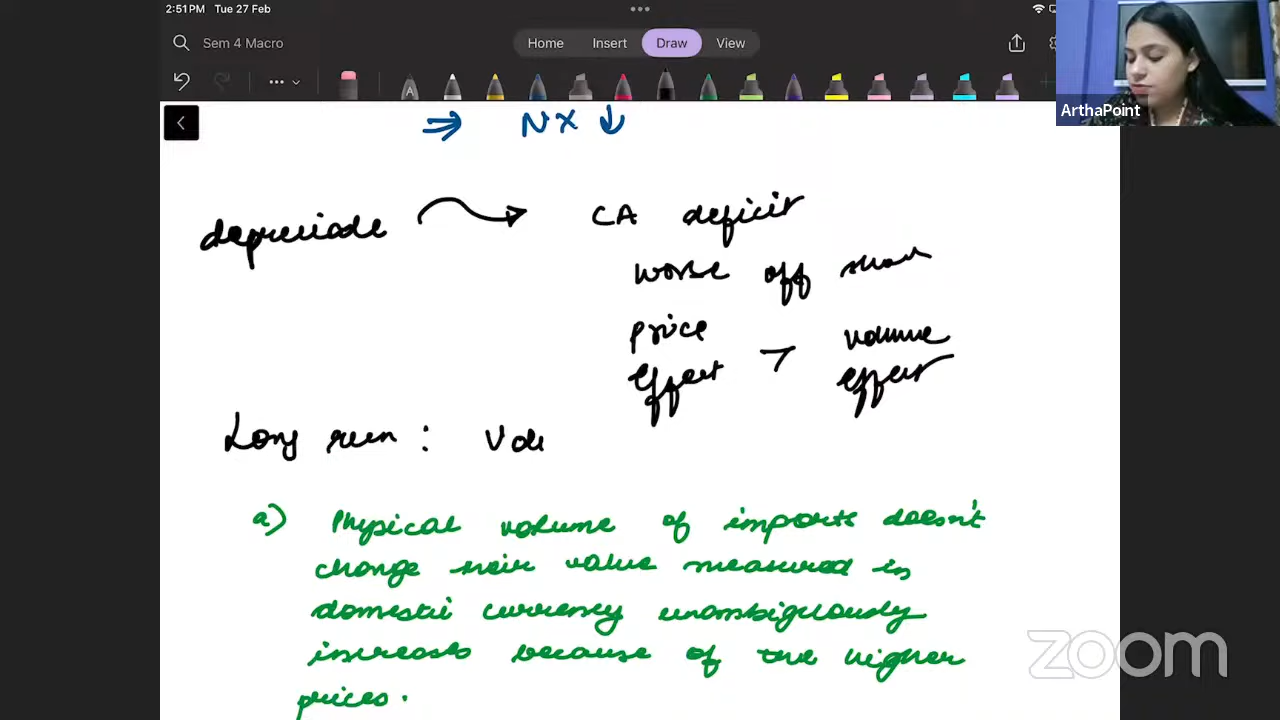 2:51 PM Tue 27 Feb
Sem 4 Macro
Home Insert Draw View
ArthaPoint
⇒ NX ↓
depreciate → CA deficit
worse off
price > volume
effect effect
Long run : Volu
a) Physical volume of imports doesn't
change their value measured in
domestic currency unambiguously
increases because of the higher
prices.
zoom